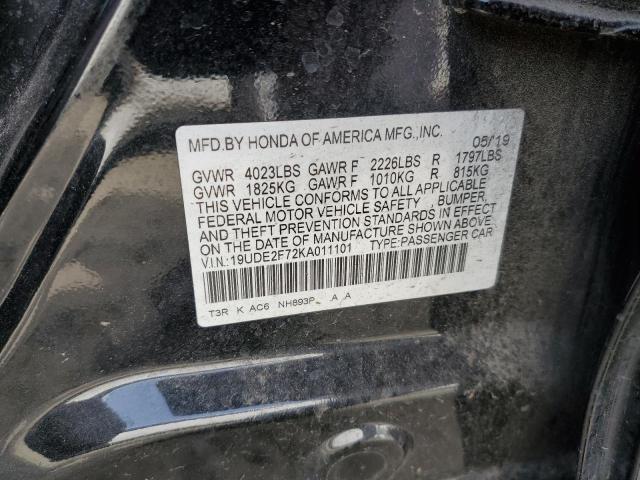 MFD.BY HONDA OF AMERICA MFG.,INC. 05/19
GVWR 4023LBS GAWR F 2226LBS R 1797LBS
GVWR 1825KG GAWR F 1010KG R 815KG
THIS VEHICLE CONFORMS TO ALL APPLICABLE
FEDERAL MOTOR VEHICLE SAFETY BUMPER,
AND THEFT PREVENTION STANDARDS IN EFFECT
ON THE DATE OF MANUFACTURE SHOWN ABOVE.
V.I.N.:19UDE2F72KA011101 TYPE:PASSENGER CAR
T3R K AC6 NH893P A A